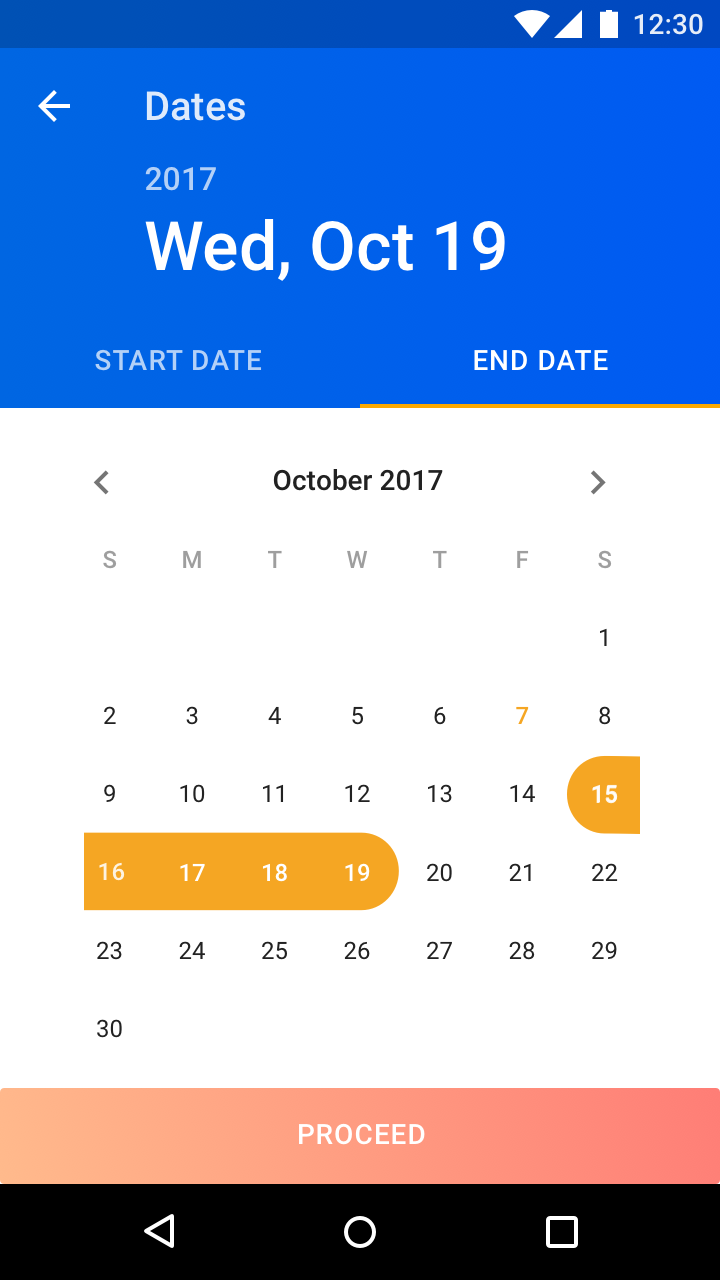 12:30
Dates
2017
Wed, Oct 19
START DATE END DATE
October 2017
S M T W T F S
1
2 3 4 5 6 7 8
9 10 11 12 13 14 15
16 17 18 19 20 21 22
23 24 25 26 27 28 29
30
PROCEED